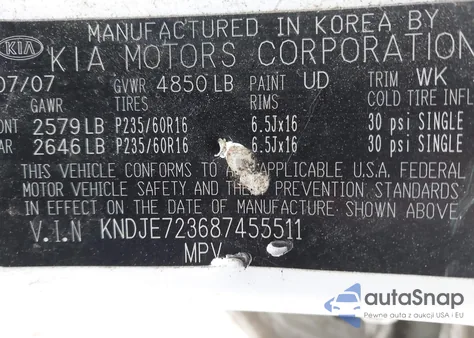 MANUFACTURED IN KOREA BY
KIA KIA MOTORS CORPORATION
07/07 GVWR 4850 LB PAINT UD TRIM WK
GAWR TIRES RIMS COLD TIRE INFL
ONT 2579 LB P235/60R16 6.5Jx16 30 psi SINGLE
AR 2646 LB P235/60R16 6.5Jx16 30 psi SINGLE
THIS VEHICLE CONFORMS TO ALL APPLICABLE U.S.A. FEDERAL
MOTOR VEHICLE SAFETY AND THEFT PREVENTION STANDARDS
IN EFFECT ON THE DATE OF MANUFACTURE SHOWN ABOVE.
V.I.N KNDJE723687455511
MPV
autoSnap
Pewne auta z USA i EU